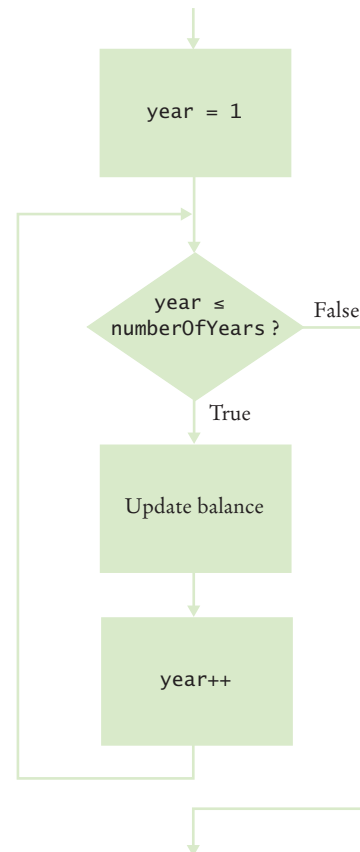 year = 1
year ≤
numberOfYears ?
False
True
Update balance
year++